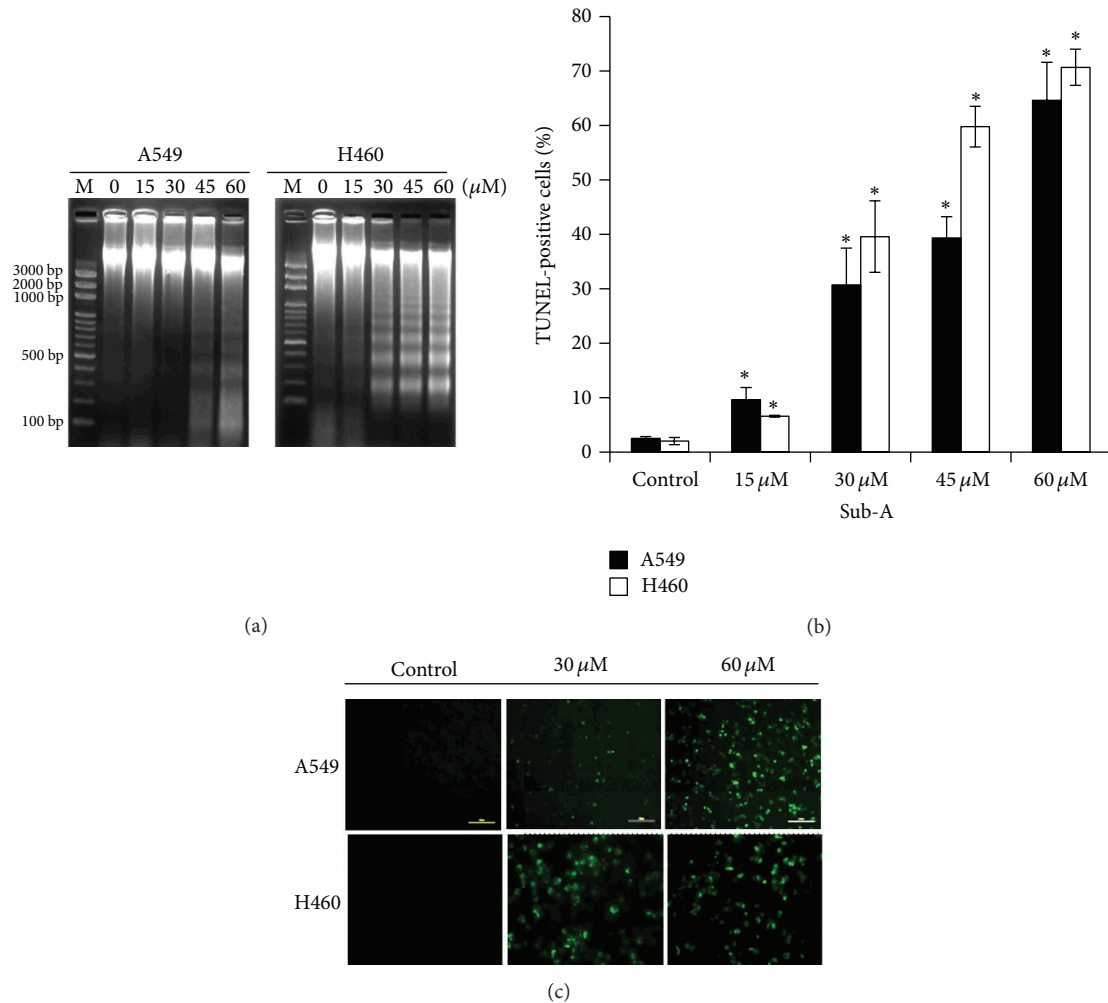 A549
H460
M 0 15 30 45 60
M 0 15 30 45 60 (μM)
3000 bp
2000 bp
1000 bp
500 bp
100 bp
(a)
TUNEL-positive cells (%)
80
70
60
50
40
30
20
10
0
* * * * * * * *
Control 15 μM 30 μM 45 μM 60 μM
Sub-A
A549
H460
(b)
Control 30 μM 60 μM
A549
H460
(c)